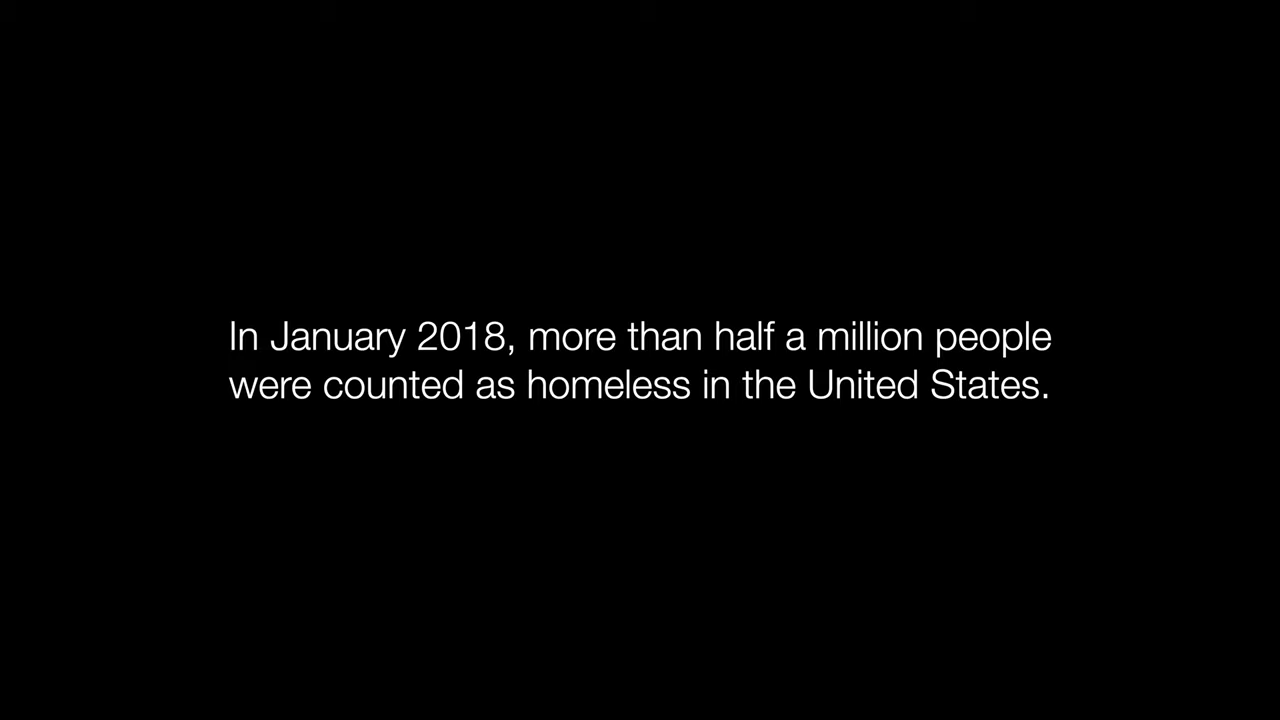 In January 2018, more than half a million people
were counted as homeless in the United States.